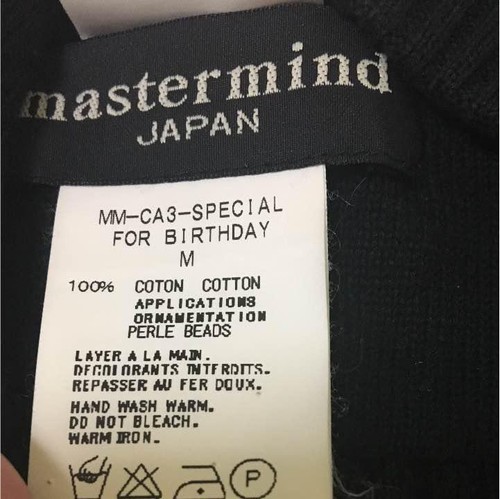 mastermind
JAPAN
MM-CA3-SPECIAL
FOR BIRTHDAY
M
100% COTON COTTON
APPLICATIONS
ORNAMENTATION
PERLE BEADS
LAVER A LA MAIN.
DECOLORANTS INTERDITS.
REPASSER AU FER DOUX.
HAND WASH WARM.
DO NOT BLEACH.
WARM IRON.
P